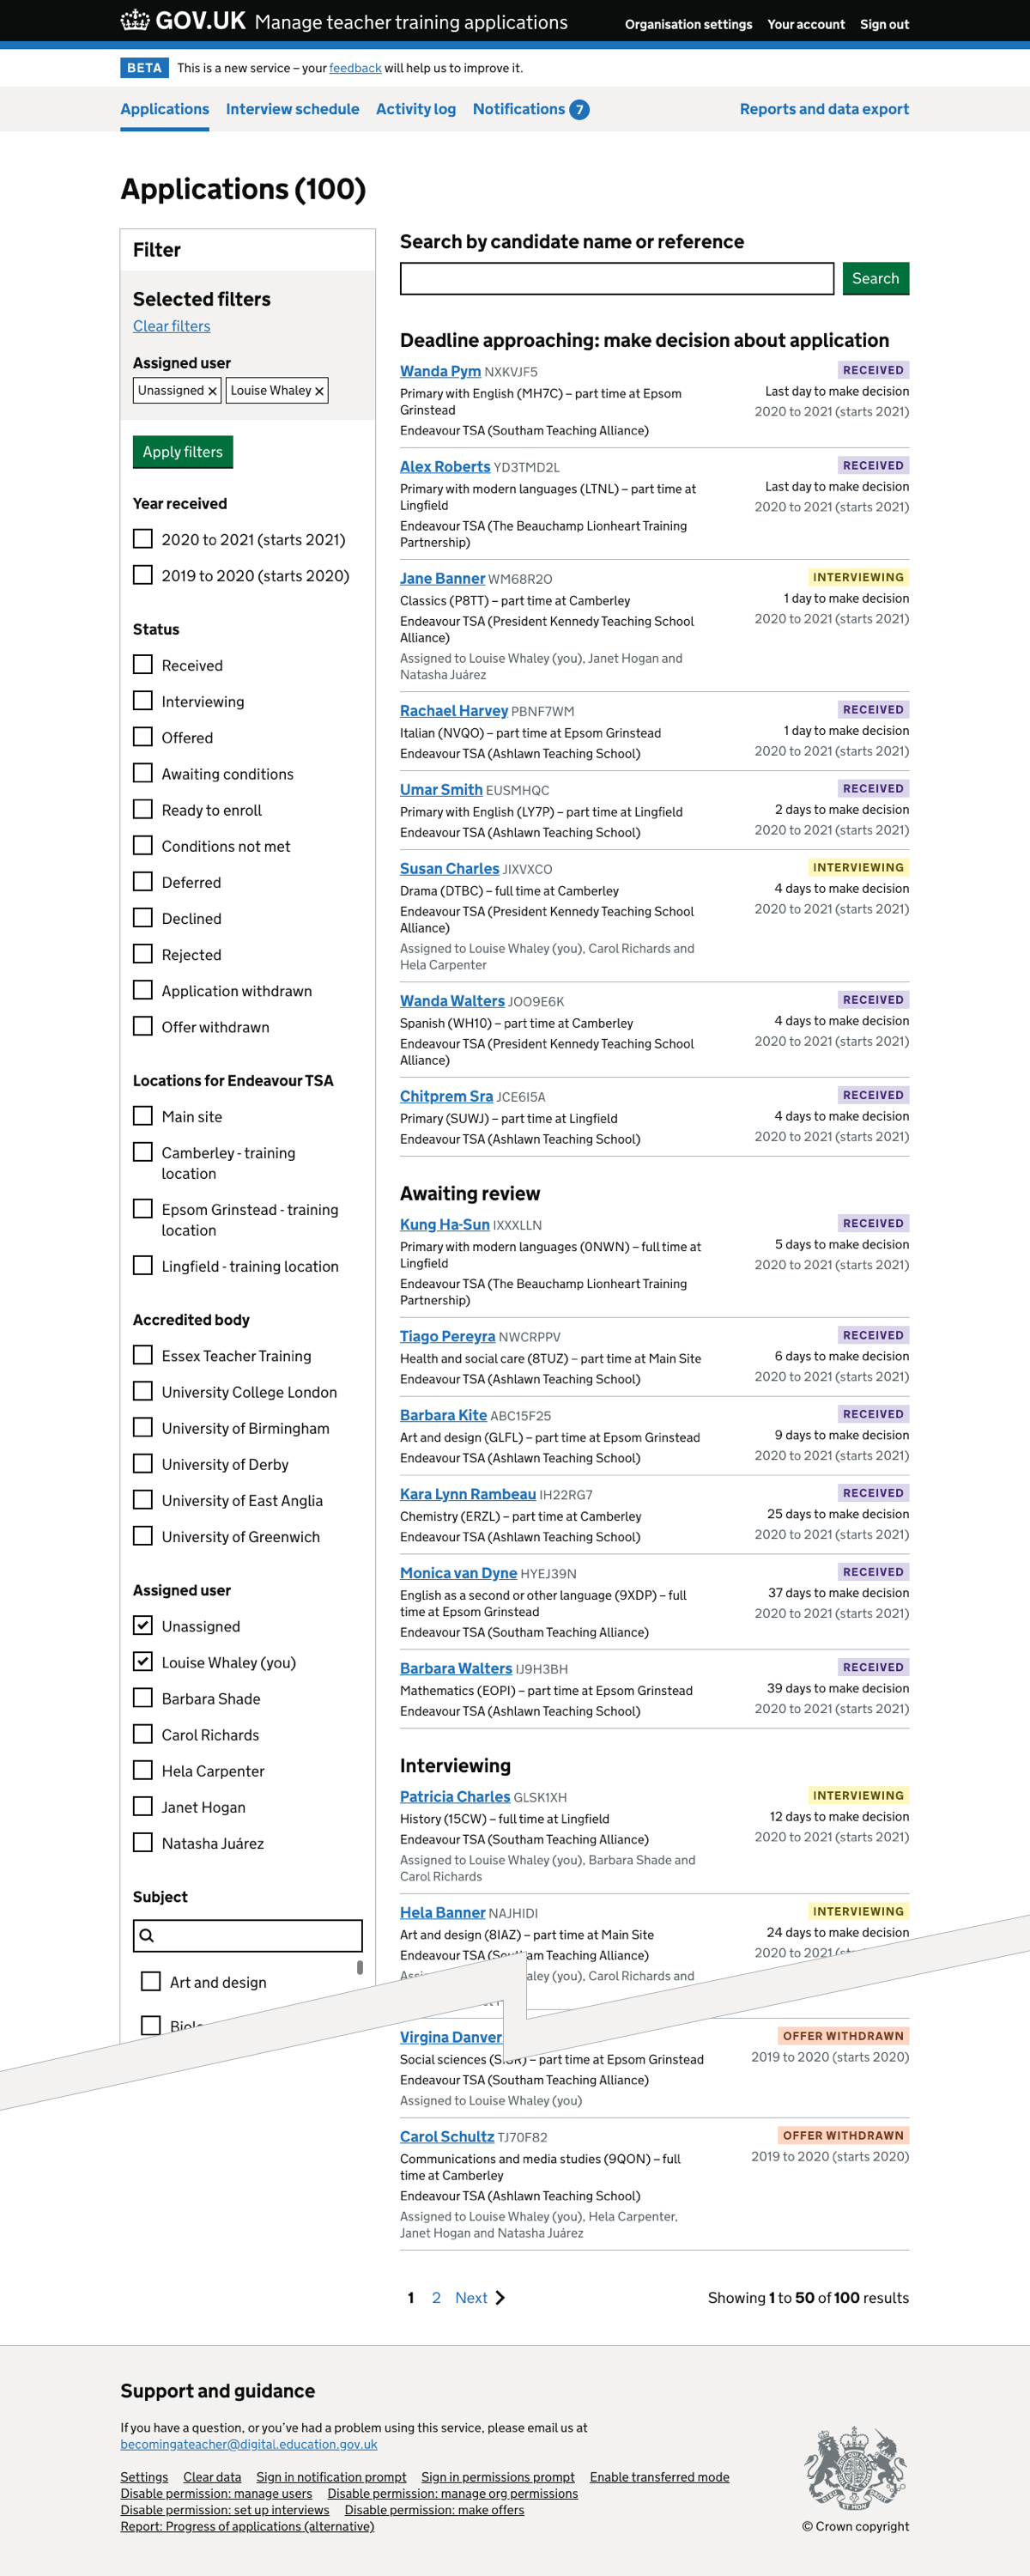 GOV.UK Manage teacher training applications
Organisation settings Your account Sign out
BETA This is a new service – your feedback will help us to improve it.
Applications Interview schedule Activity log Notifications 7 Reports and data export
Applications (100)
Filter
Selected filters
Clear filters
Assigned user
Unassigned × Louise Whaley ×
Apply filters
Year received
2020 to 2021 (starts 2021)
2019 to 2020 (starts 2020)
Status
Received
Interviewing
Offered
Awaiting conditions
Ready to enroll
Conditions not met
Deferred
Declined
Rejected
Application withdrawn
Offer withdrawn
Locations for Endeavour TSA
Main site
Camberley - training
location
Epsom Grinstead - training
location
Lingfield - training location
Accredited body
Essex Teacher Training
University College London
University of Birmingham
University of Derby
University of East Anglia
University of Greenwich
Assigned user
Unassigned
Louise Whaley (you)
Barbara Shade
Carol Richards
Hela Carpenter
Janet Hogan
Natasha Juárez
Subject
Art and design
Search by candidate name or reference
Search
Deadline approaching: make decision about application
Wanda Pym NXKVJF5
RECEIVED
Primary with English (MH7C) – part time at Epsom
Grinstead
Last day to make decision
2020 to 2021 (starts 2021)
Endeavour TSA (Southam Teaching Alliance)
Alex Roberts YD3TMD2L
RECEIVED
Primary with modern languages (LTNL) – part time at
Lingfield
Last day to make decision
2020 to 2021 (starts 2021)
Endeavour TSA (The Beauchamp Lionheart Training
Partnership)
Jane Banner WM68R2O
INTERVIEWING
Classics (P8TT) – part time at Camberley
1 day to make decision
2020 to 2021 (starts 2021)
Endeavour TSA (President Kennedy Teaching School
Alliance)
Assigned to Louise Whaley (you), Janet Hogan and
Natasha Juárez
Rachael Harvey PBNF7WM
RECEIVED
Italian (NVQO) – part time at Epsom Grinstead
1 day to make decision
Endeavour TSA (Ashlawn Teaching School)
2020 to 2021 (starts 2021)
Umar Smith EUSMHQC
RECEIVED
Primary with English (LY7P) – part time at Lingfield
2 days to make decision
Endeavour TSA (Ashlawn Teaching School)
2020 to 2021 (starts 2021)
Susan Charles JIXVXCO
INTERVIEWING
Drama (DTBC) – full time at Camberley
4 days to make decision
2020 to 2021 (starts 2021)
Endeavour TSA (President Kennedy Teaching School
Alliance)
Assigned to Louise Whaley (you), Carol Richards and
Hela Carpenter
Wanda Walters JOO9E6K
RECEIVED
Spanish (WH10) – part time at Camberley
4 days to make decision
2020 to 2021 (starts 2021)
Endeavour TSA (President Kennedy Teaching School
Alliance)
Chitprem Sra JCE6I5A
RECEIVED
Primary (SUWJ) – part time at Lingfield
4 days to make decision
Endeavour TSA (Ashlawn Teaching School)
2020 to 2021 (starts 2021)
Awaiting review
Kung Ha-Sun IXXXLLN
RECEIVED
Primary with modern languages (0NWN) – full time at
Lingfield
5 days to make decision
2020 to 2021 (starts 2021)
Endeavour TSA (The Beauchamp Lionheart Training
Partnership)
Tiago Pereyra NWCRPPV
RECEIVED
Health and social care (8TUZ) – part time at Main Site
6 days to make decision
Endeavour TSA (Ashlawn Teaching School)
2020 to 2021 (starts 2021)
Barbara Kite ABC15F25
RECEIVED
Art and design (GLFL) – part time at Epsom Grinstead
9 days to make decision
Endeavour TSA (Ashlawn Teaching School)
2020 to 2021 (starts 2021)
Kara Lynn Rambeau IH22RG7
RECEIVED
Chemistry (ERZL) – part time at Camberley
25 days to make decision
Endeavour TSA (Ashlawn Teaching School)
2020 to 2021 (starts 2021)
Monica van Dyne HYEJ39N
RECEIVED
English as a second or other language (9XDP) – full
time at Epsom Grinstead
37 days to make decision
2020 to 2021 (starts 2021)
Endeavour TSA (Southam Teaching Alliance)
Barbara Walters IJ9H3BH
RECEIVED
Mathematics (EOPI) – part time at Epsom Grinstead
39 days to make decision
Endeavour TSA (Ashlawn Teaching School)
2020 to 2021 (starts 2021)
Interviewing
Patricia Charles GLSK1XH
INTERVIEWING
History (15CW) – full time at Lingfield
12 days to make decision
Endeavour TSA (Southam Teaching Alliance)
2020 to 2021 (starts 2021)
Assigned to Louise Whaley (you), Barbara Shade and
Carol Richards
Hela Banner NAJHIDI
INTERVIEWING
Art and design (8IAZ) – part time at Main Site
24 days to make decision
Endeavour TSA (Southam Teaching Alliance)
2020 to 2021
(you), Carol Richards and
Virgina Danver
OFFER WITHDRAWN
Social sciences – part time at Epsom Grinstead
2019 to 2020 (starts 2020)
Endeavour TSA (Southam Teaching Alliance)
Assigned to Louise Whaley (you)
Carol Schultz TJ70F82
OFFER WITHDRAWN
Communications and media studies (9QON) – full
time at Camberley
2019 to 2020 (starts 2020)
Endeavour TSA (Ashlawn Teaching School)
Assigned to Louise Whaley (you), Hela Carpenter,
Janet Hogan and Natasha Juárez
1 2 Next
Showing 1 to 50 of 100 results
Support and guidance
If you have a question, or you’ve had a problem using this service, please email us at
becomingateacher@digital.education.gov.uk
Settings Clear data Sign in notification prompt Sign in permissions prompt Enable transferred mode
Disable permission: manage users Disable permission: manage org permissions
Disable permission: set up interviews Disable permission: make offers
Report: Progress of applications (alternative)
© Crown copyright